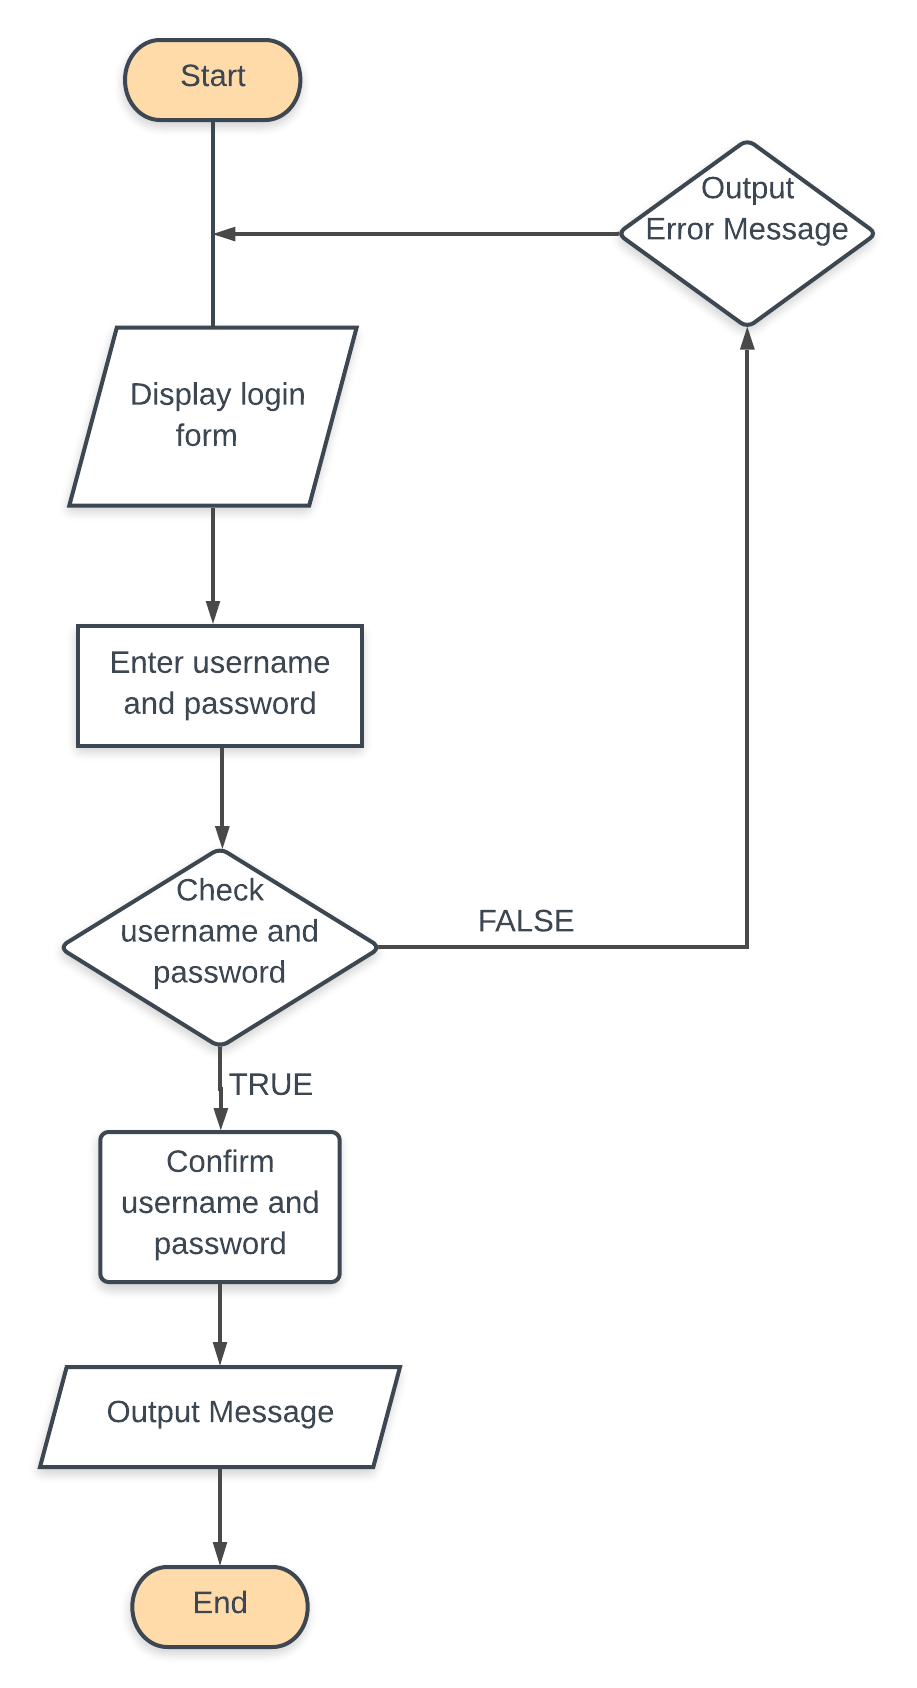 Start
Output
Error Message
Display login
form
Enter username
and password
Check
username and
password
FALSE
TRUE
Confirm
username and
password
Output Message
End